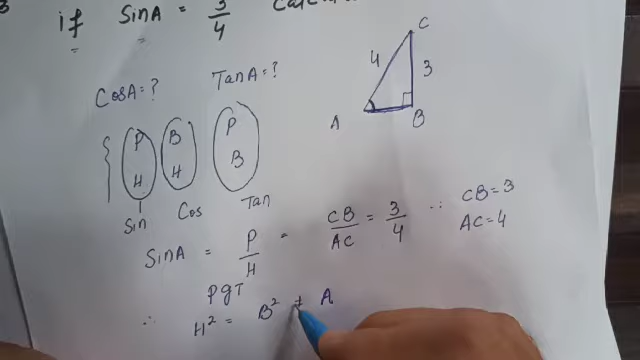 3 if SinA = 3/4
CosA = ? TanA = ?
C
4
3
A
B
P B P
H H B
Sin Cos Tan
SinA = P/H = CB/AC = 3/4 ∴ CB = 3
AC = 4
PgT
∴ H² = B² + A